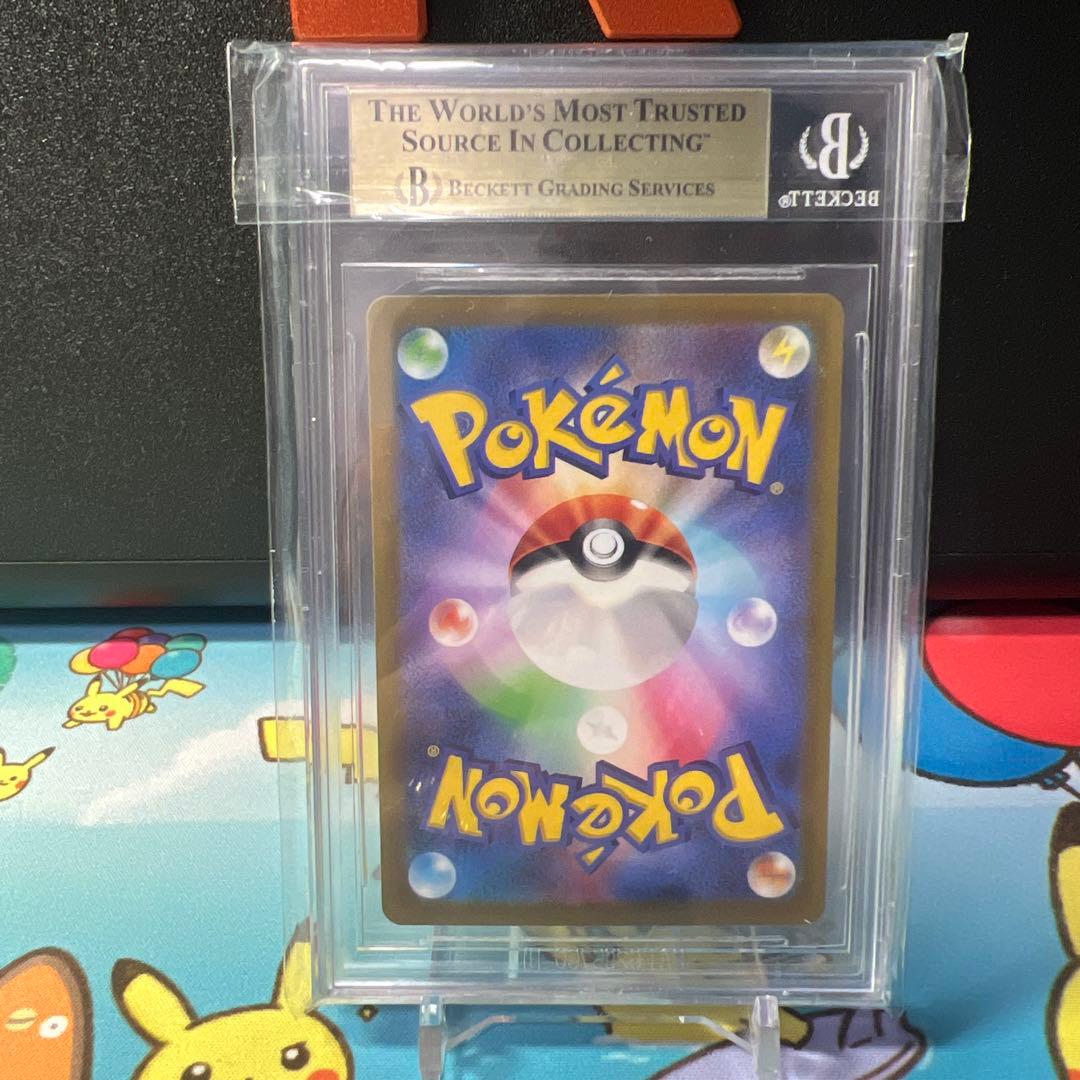 THE WORLD'S MOST TRUSTED
SOURCE IN COLLECTING™
B BECKETT GRADING SERVICES
B
BECKETT®
POKéMON®
POKéMON®